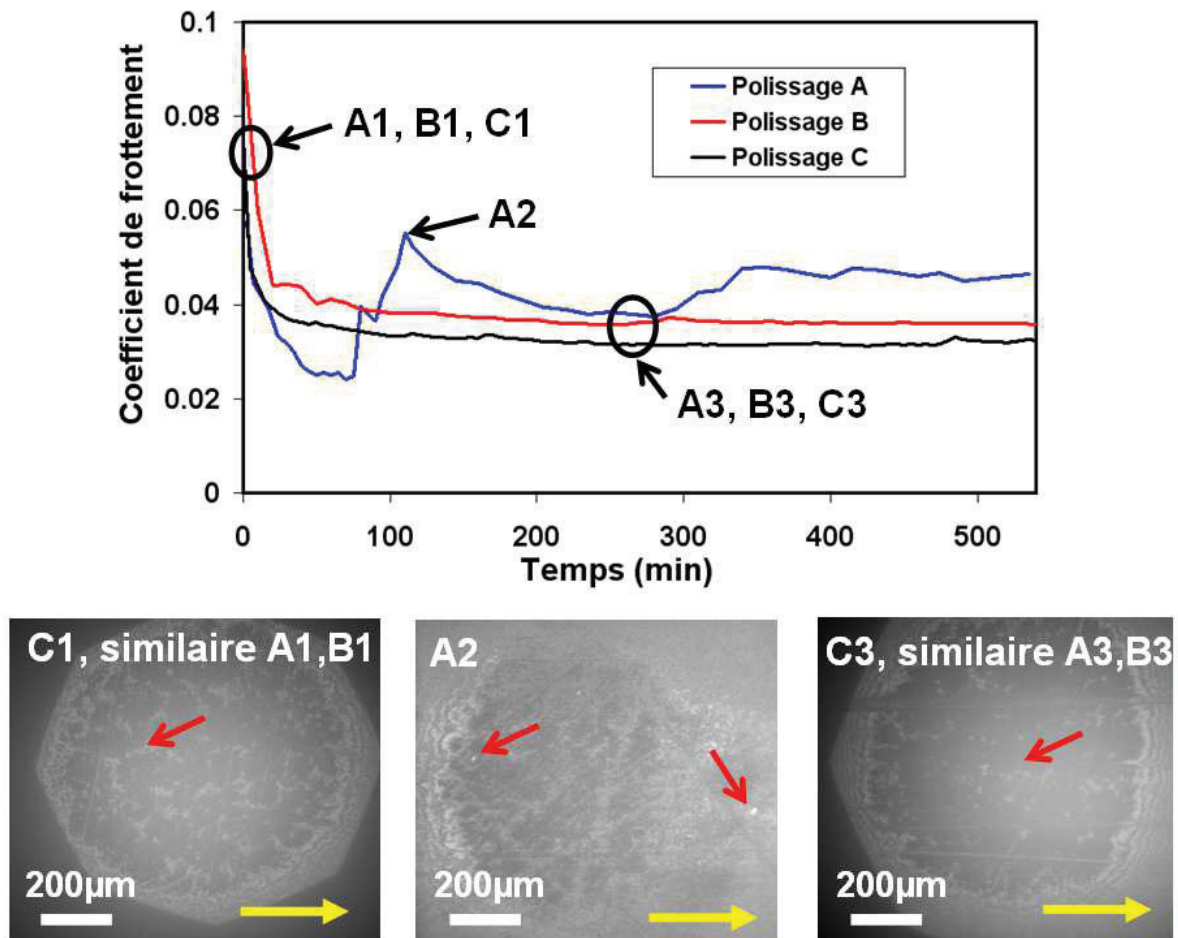 0.1
0.08
0.06
0.04
0.02
0
Coefficient de frottement
0
100
200
300
400
500
Temps (min)
Polissage A
Polissage B
Polissage C
A1, B1, C1
A2
A3, B3, C3
C1, similaire A1,B1
200µm
A2
200µm
C3, similaire A3,B3
200µm